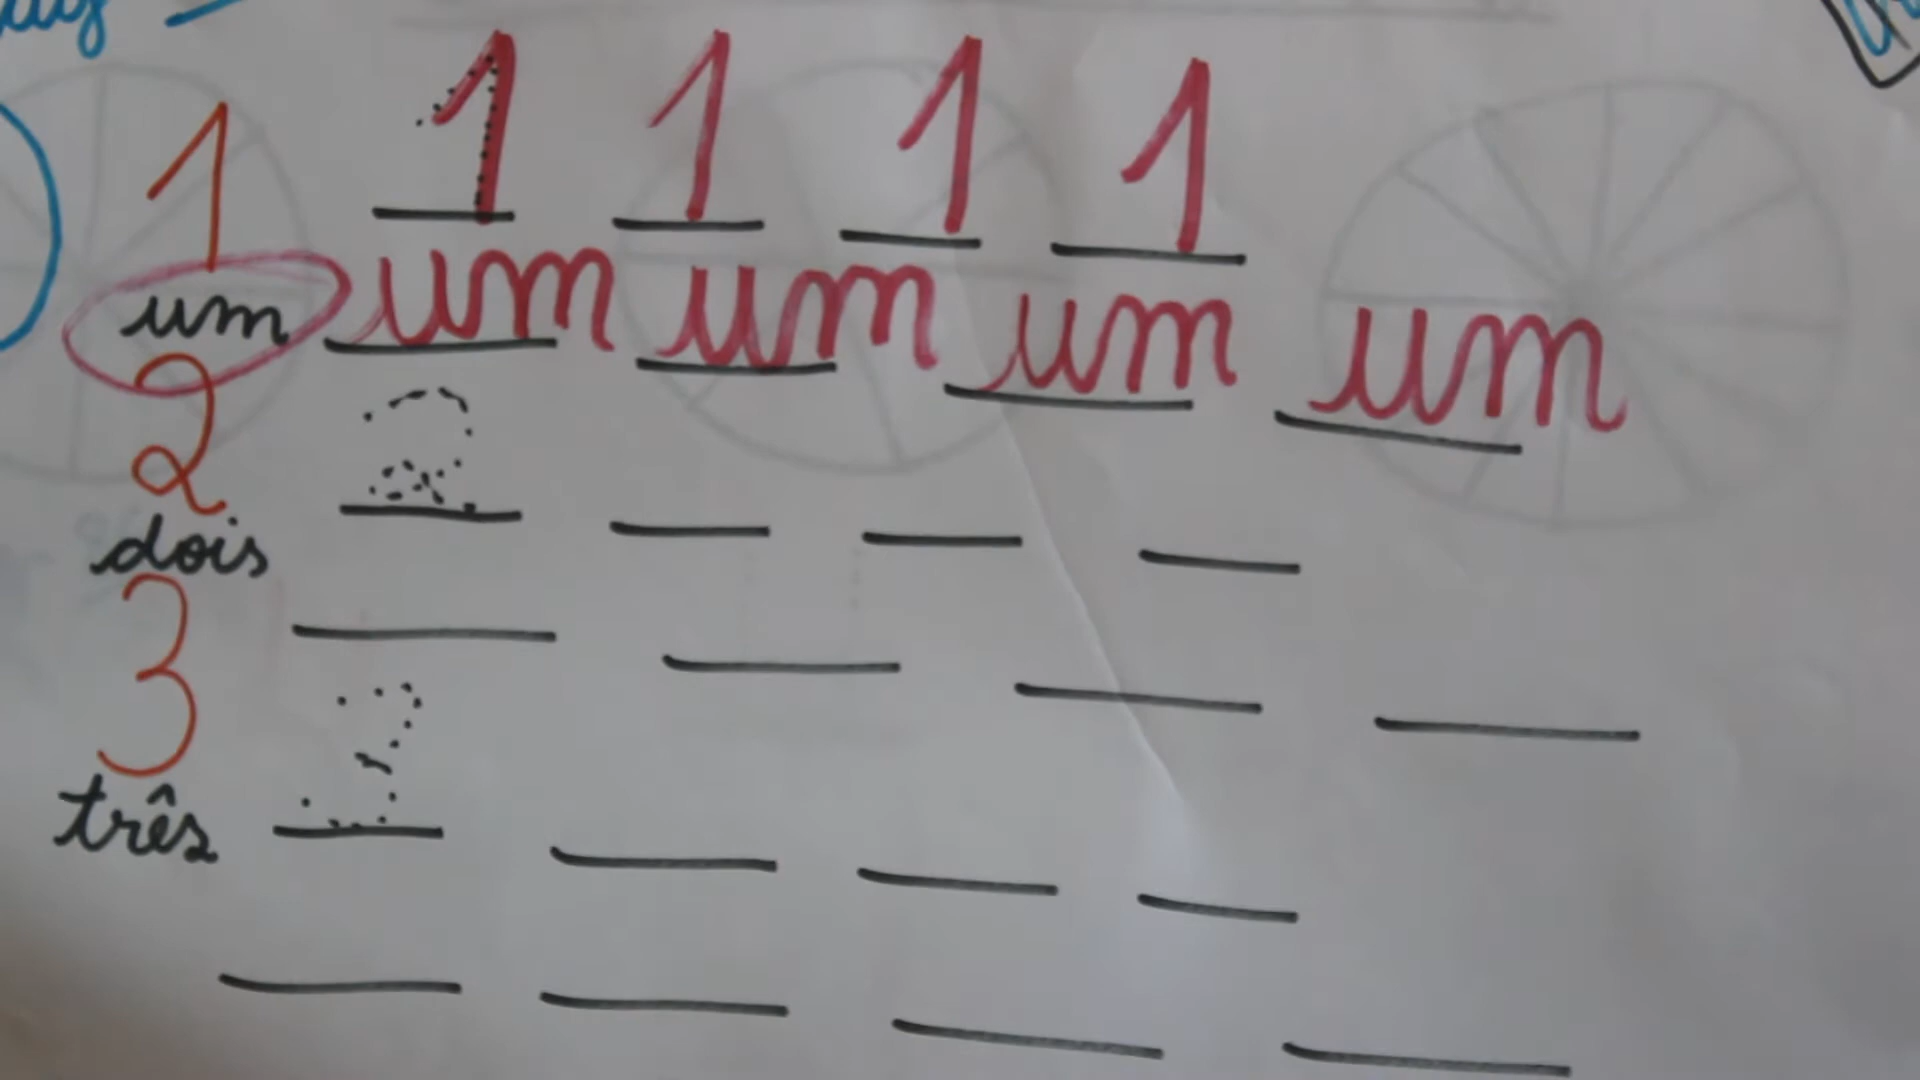 1 1 1 1 1
um um um um um
2 2
dois
3 3
três